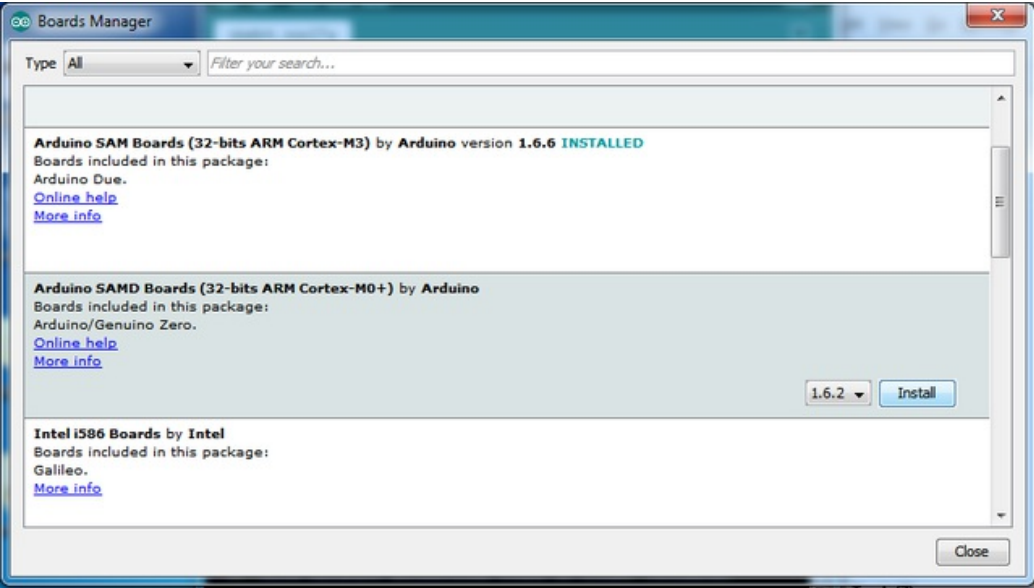 Boards Manager
Type All Filter your search...
Arduino SAM Boards (32-bits ARM Cortex-M3) by Arduino version 1.6.6 INSTALLED
Boards included in this package:
Arduino Due.
Online help
More info
Arduino SAMD Boards (32-bits ARM Cortex-M0+) by Arduino
Boards included in this package:
Arduino/Genuino Zero.
Online help
More info
1.6.2 Install
Intel i586 Boards by Intel
Boards included in this package:
Galileo.
More info
Close